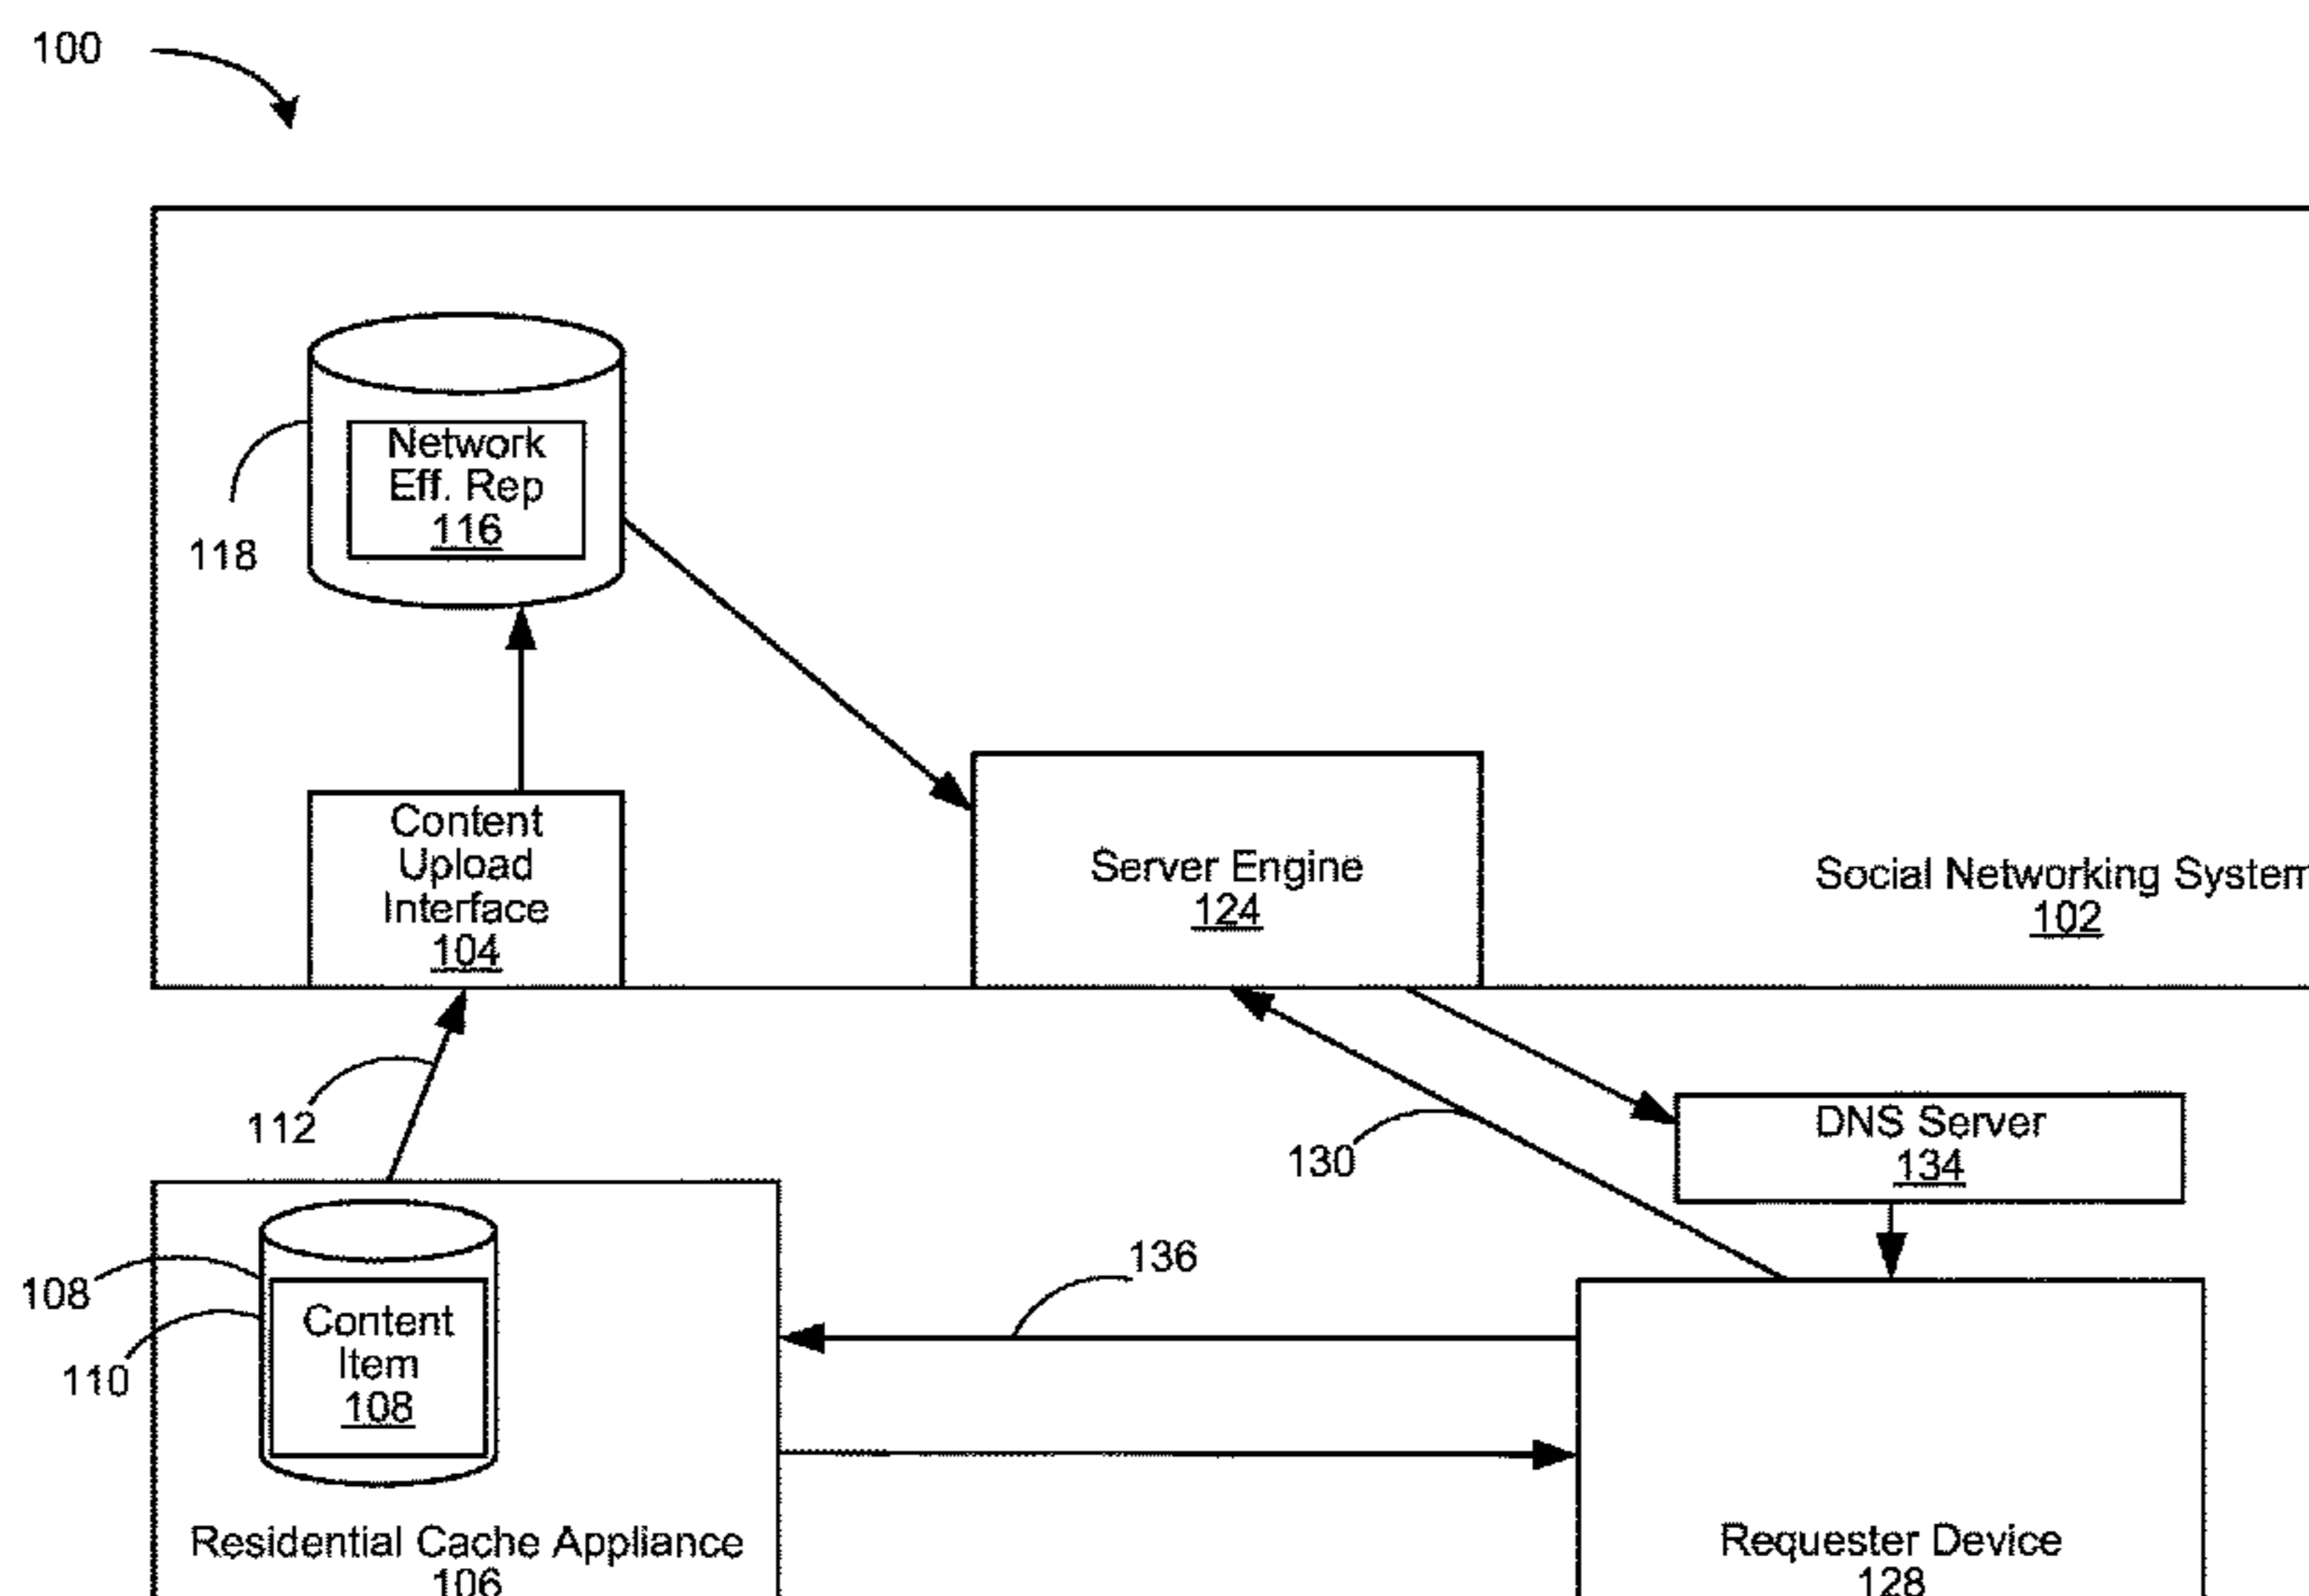 100
Network
Eff. Rep
116
118
Content
Upload
Interface
104
Server Engine
124
Social Networking System
102
112
130
DNS Server
134
136
108
110
Content
Item
108
Residential Cache Appliance
106
Requester Device
128